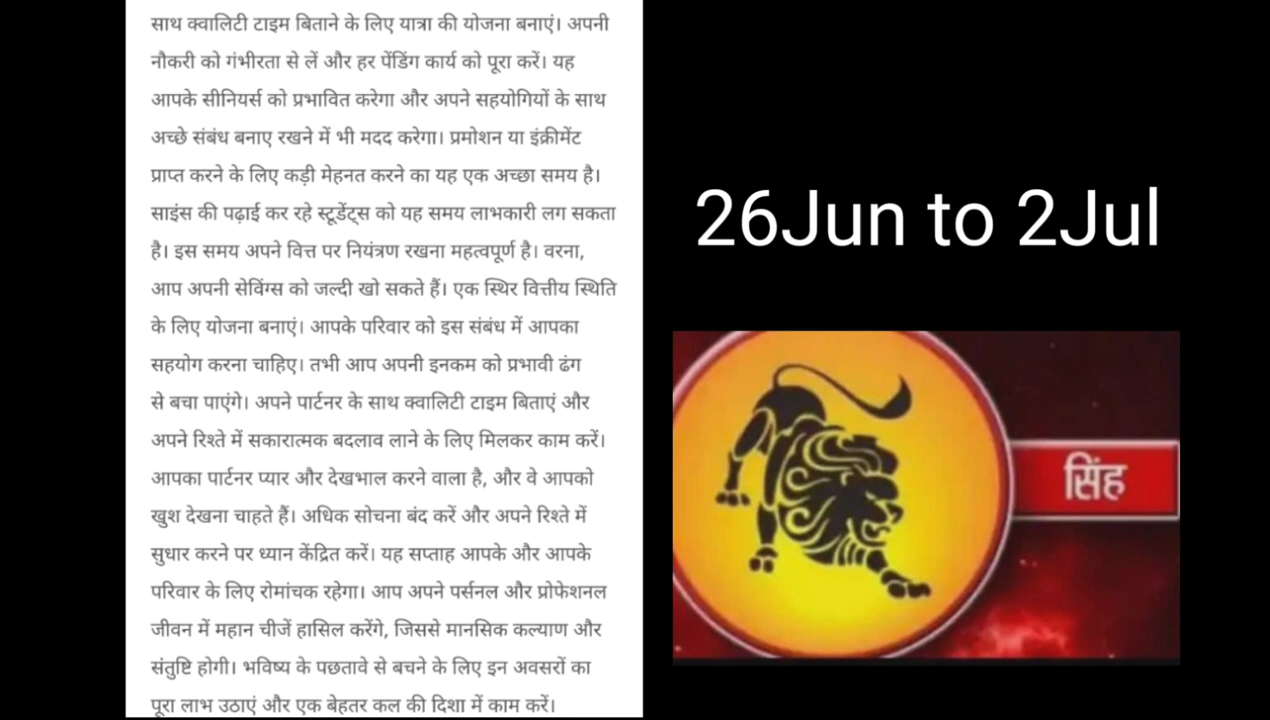 साथ क्वालिटी टाइम बिताने के लिए यात्रा की योजना बनाएं। अपनी
नौकरी को गंभीरता से लें और हर पेंडिंग कार्य को पूरा करें। यह
आपके सीनियर्स को प्रभावित करेगा और अपने सहयोगियों के साथ
अच्छे संबंध बनाए रखने में भी मदद करेगा। प्रमोशन या इंक्रीमेंट
प्राप्त करने के लिए कड़ी मेहनत करने का यह एक अच्छा समय है।
साइंस की पढ़ाई कर रहे स्टूडेंट्स को यह समय लाभकारी लग सकता
है। इस समय अपने वित्त पर नियंत्रण रखना महत्वपूर्ण है। वरना,
आप अपनी सेविंग्स को जल्दी खो सकते हैं। एक स्थिर वित्तीय स्थिति
के लिए योजना बनाएं। आपके परिवार को इस संबंध में आपका
सहयोग करना चाहिए। तभी आप अपनी इनकम को प्रभावी ढंग
से बचा पाएंगे। अपने पार्टनर के साथ क्वालिटी टाइम बिताएं और
अपने रिश्ते में सकारात्मक बदलाव लाने के लिए मिलकर काम करें।
आपका पार्टनर प्यार और देखभाल करने वाला है, और वे आपको
खुश देखना चाहते हैं। अधिक सोचना बंद करें और अपने रिश्ते में
सुधार करने पर ध्यान केंद्रित करें। यह सप्ताह आपके और आपके
परिवार के लिए रोमांचक रहेगा। आप अपने पर्सनल और प्रोफेशनल
जीवन में महान चीजें हासिल करेंगे, जिससे मानसिक कल्याण और
संतुष्टि होगी। भविष्य के पछतावे से बचने के लिए इन अवसरों का
पूरा लाभ उठाएं और एक बेहतर कल की दिशा में काम करें।
26Jun to 2Jul
सिंह